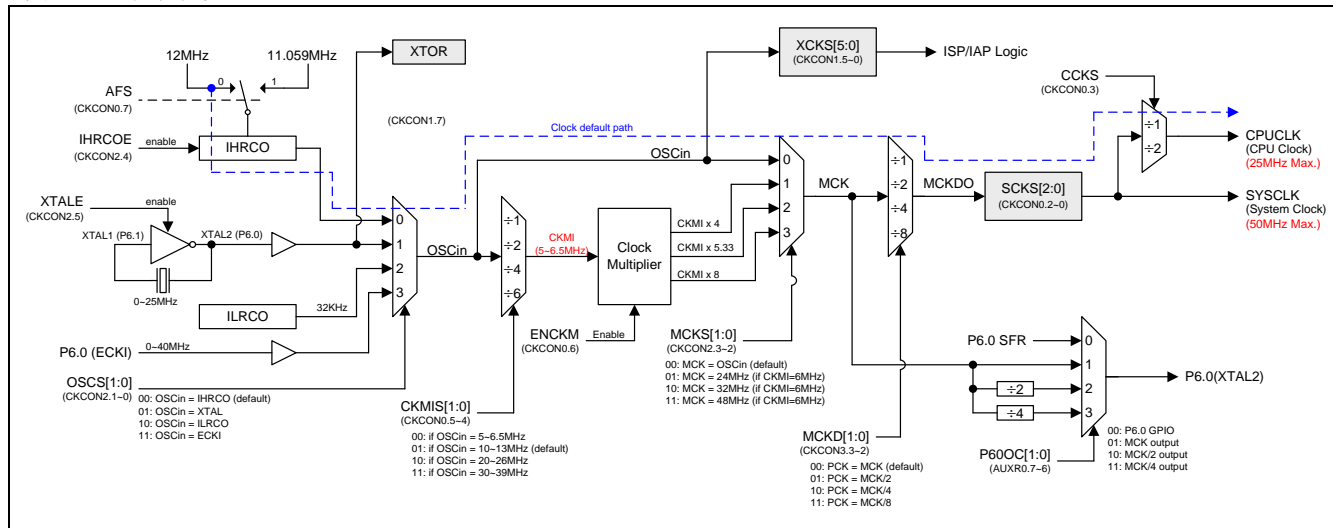 12MHz
11.059MHz
0
1
AFS
(CKCON0.7)
XTOR
(CKCON1.7)
XCKS[5:0]
(CKCON1.5~0)
ISP/IAP Logic
CCKS
(CKCON0.3)
IHRCOE
(CKCON2.4)
enable
IHRCO
Clock default path
OSCin
÷1
÷2
CPUCLK
(CPU Clock)
(25MHz Max.)
XTALE
(CKCON2.5)
enable
XTAL1 (P6.1)
XTAL2 (P6.0)
0~25MHz
ILRCO
32KHz
P6.0 (ECKI)
0~40MHz
0
1
2
3
OSCin
÷1
÷2
÷4
÷6
CKMI
(5~6.5MHz)
Clock
Multiplier
CKMI x 4
CKMI x 5.33
CKMI x 8
0
1
2
3
MCK
÷1
÷2
÷4
÷8
MCKDO
SCKS[2:0]
(CKCON0.2~0)
SYSCLK
(System Clock)
(50MHz Max.)
OSCS[1:0]
(CKCON2.1~0)
00: OSCin = IHRCO (default)
01: OSCin = XTAL
10: OSCin = ILRCO
11: OSCin = ECKI
ENCKM
(CKCON0.6)
Enable
CKMIS[1:0]
(CKCON0.5~4)
00: if OSCin = 5~6.5MHz
01: if OSCin = 10~13MHz (default)
10: if OSCin = 20~26MHz
11: if OSCin = 30~39MHz
MCKS[1:0]
(CKCON2.3~2)
00: MCK = OSCin (default)
01: MCK = 24MHz (if CKMI=6MHz)
10: MCK = 32MHz (if CKMI=6MHz)
11: MCK = 48MHz (if CKMI=6MHz)
MCKD[1:0]
(CKCON3.3~2)
00: PCK = MCK (default)
01: PCK = MCK/2
10: PCK = MCK/4
11: PCK = MCK/8
P6.0 SFR
÷2
÷4
0
1
2
3
P6.0(XTAL2)
P60OC[1:0]
(AUXR0.7~6)
00: P6.0 GPIO
01: MCK output
10: MCK/2 output
11: MCK/4 output